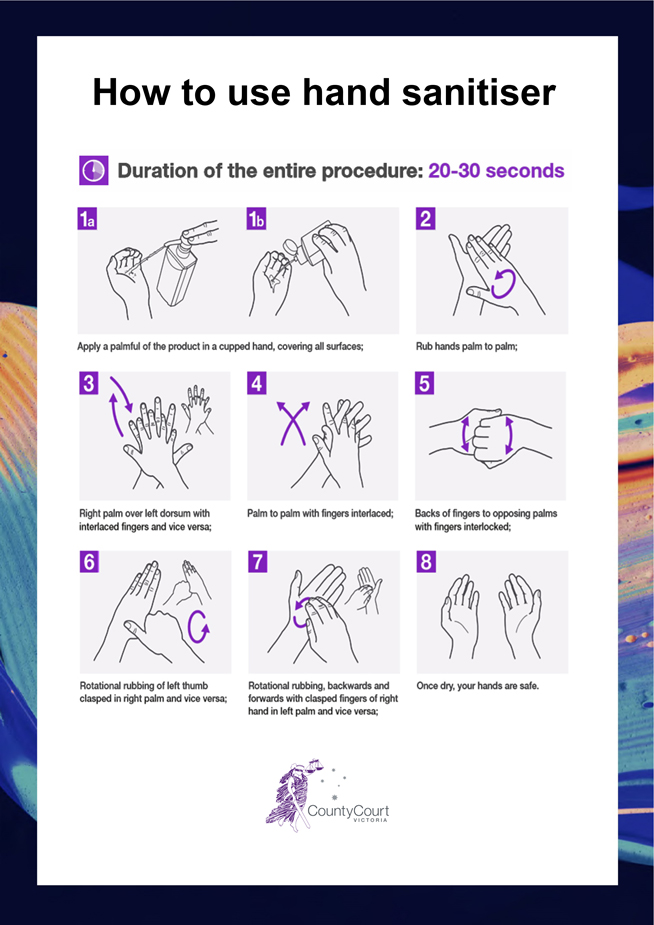 How to use hand sanitiser
Duration of the entire procedure: 20-30 seconds
1a
1b
2
Apply a palmful of the product in a cupped hand, covering all surfaces;
Rub hands palm to palm;
3
4
5
Right palm over left dorsum with
interlaced fingers and vice versa;
Palm to palm with fingers interlaced;
Backs of fingers to opposing palms
with fingers interlocked;
6
7
8
Rotational rubbing of left thumb
clasped in right palm and vice versa;
Rotational rubbing, backwards and
forwards with clasped fingers of right
hand in left palm and vice versa;
Once dry, your hands are safe.
CountyCourt
VICTORIA